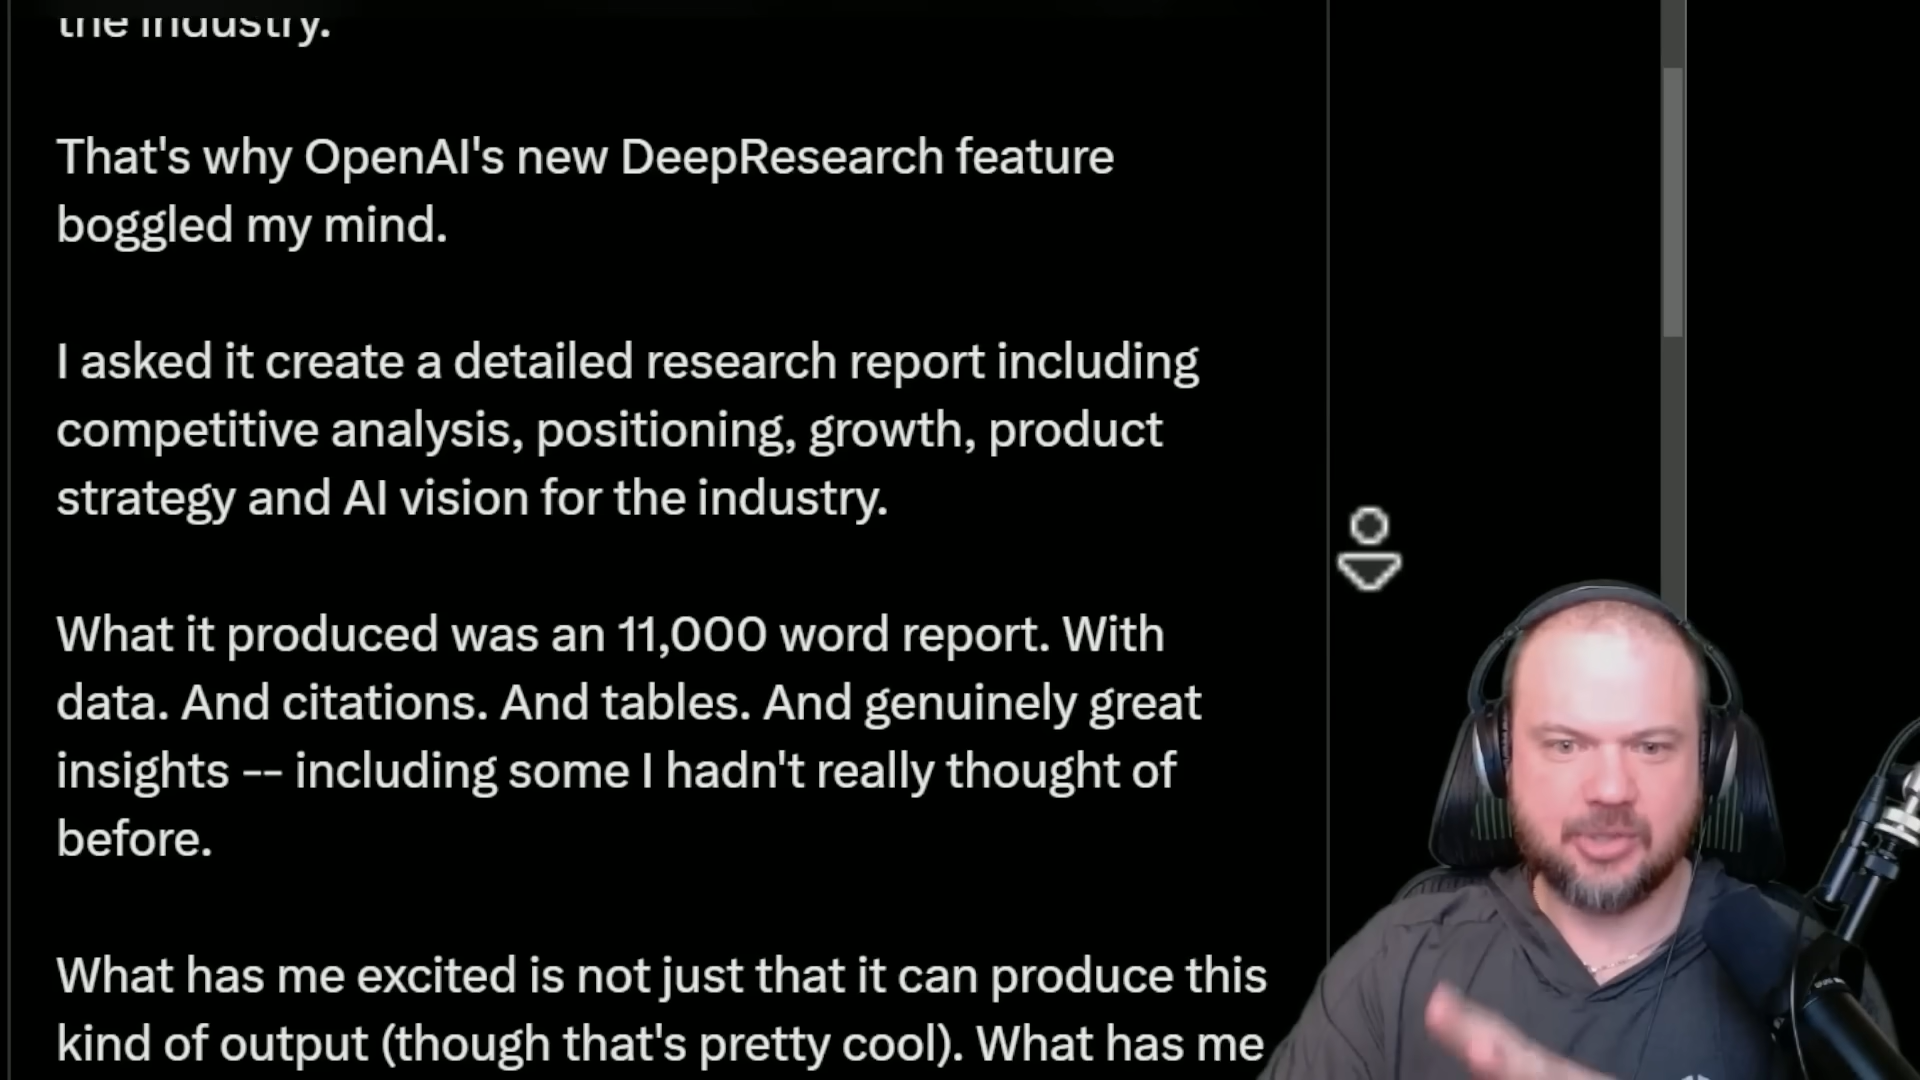 the industry.
That's why OpenAI's new DeepResearch feature
boggled my mind.
I asked it create a detailed research report including
competitive analysis, positioning, growth, product
strategy and AI vision for the industry.
What it produced was an 11,000 word report. With
data. And citations. And tables. And genuinely great
insights -- including some I hadn't really thought of
before.
What has me excited is not just that it can produce this
kind of output (though that's pretty cool). What has me